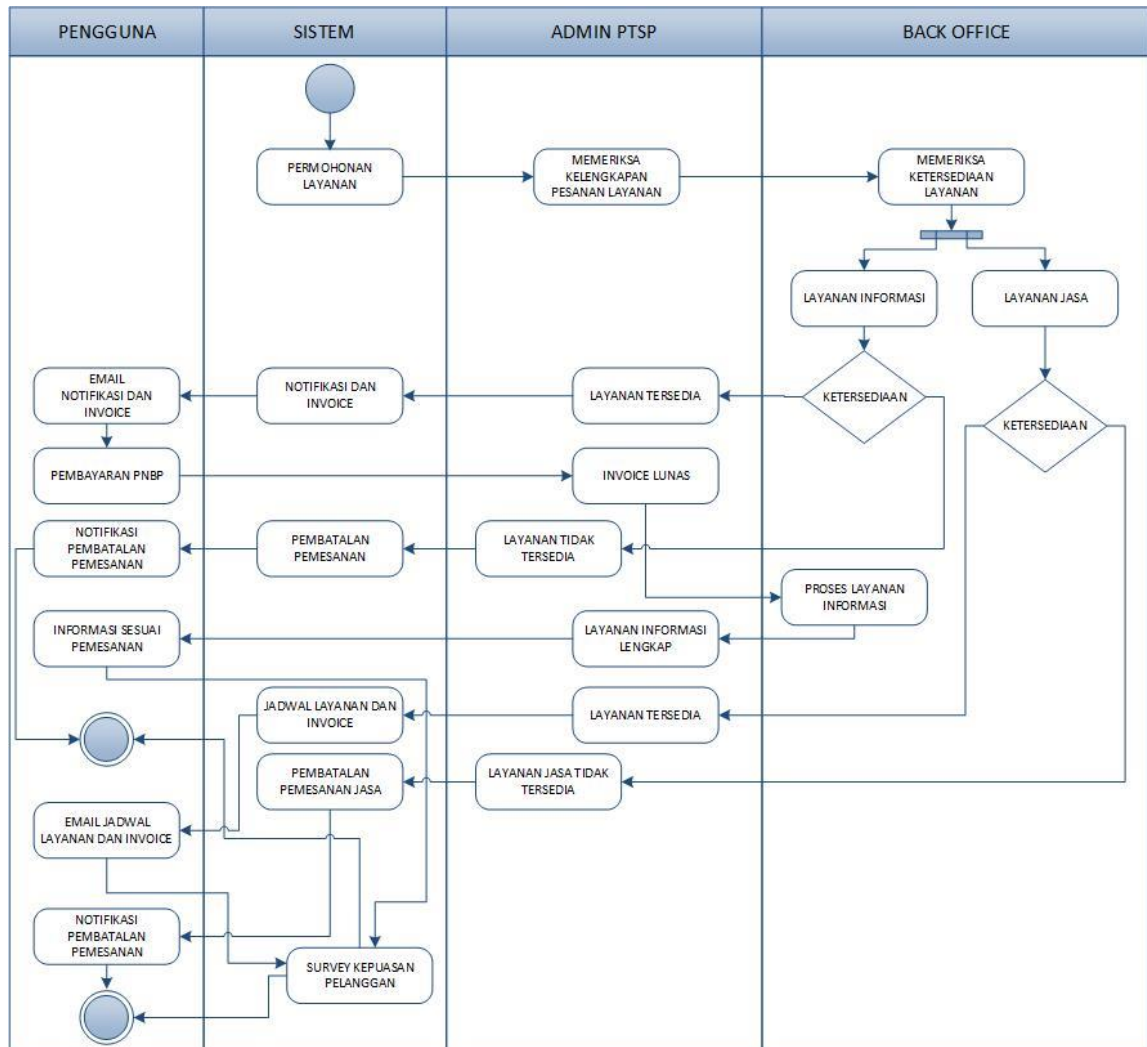 PENGGUNA
SISTEM
ADMIN PTSP
BACK OFFICE
PERMOHONAN
LAYANAN
MEMERIKSA
KELENGKAPAN
PESANAN LAYANAN
MEMERIKSA
KETERSEDIAAN
LAYANAN
LAYANAN INFORMASI
LAYANAN JASA
EMAIL
NOTIFIKASI DAN
INVOICE
NOTIFIKASI DAN
INVOICE
LAYANAN TERSEDIA
KETERSEDIAAN
KETERSEDIAAN
PEMBAYARAN PNBP
INVOICE LUNAS
NOTIFIKASI
PEMBATALAN
PEMESANAN
PEMBATALAN
PEMESANAN
LAYANAN TIDAK
TERSEDIA
PROSES LAYANAN
INFORMASI
INFORMASI SESUAI
PEMESANAN
LAYANAN INFORMASI
LENGKAP
JADWAL LAYANAN DAN
INVOICE
LAYANAN TERSEDIA
PEMBATALAN
PEMESANAN JASA
LAYANAN JASA TIDAK
TERSEDIA
EMAIL JADWAL
LAYANAN DAN INVOICE
NOTIFIKASI
PEMBATALAN
PEMESANAN
SURVEY KEPUASAN
PELANGGAN